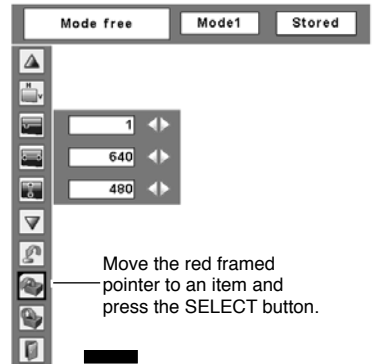 Mode free Mode1 Stored
H
V
1
640
480
Move the red framed
pointer to an item and
press the SELECT button.